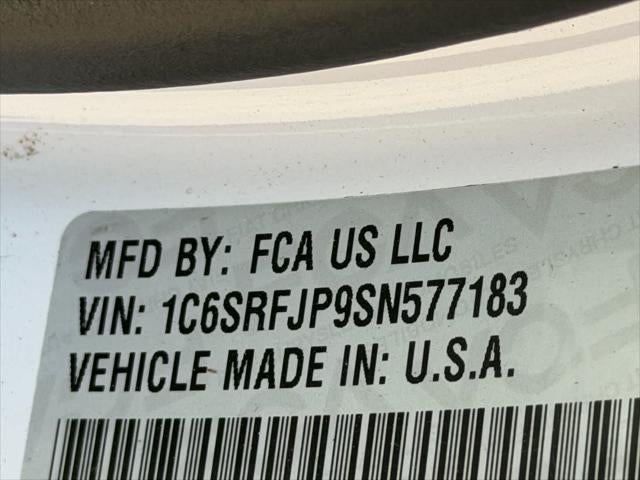 MFD BY: FCA US LLC
VIN: 1C6SRFJP9SN577183
VEHICLE MADE IN: U.S.A.